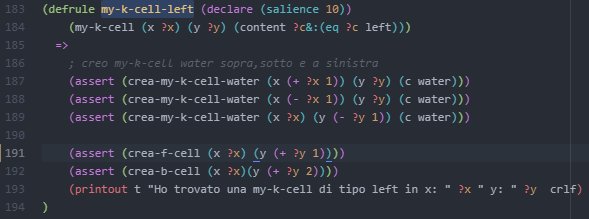 183 (defrule my-k-cell-left (declare (salience 10))
184 (my-k-cell (x ?x) (y ?y) (content ?c&:(eq ?c left)))
185 =>
186 ; creo my-k-cell water sopra,sotto e a sinistra
187 (assert (crea-my-k-cell-water (x (+ ?x 1)) (y ?y) (c water)))
188 (assert (crea-my-k-cell-water (x (- ?x 1)) (y ?y) (c water)))
189 (assert (crea-my-k-cell-water (x ?x) (y (- ?y 1)) (c water)))
190
191 (assert (crea-f-cell (x ?x) (y (+ ?y 1))))
192 (assert (crea-b-cell (x ?x)(y (+ ?y 2))))
193 (printout t "Ho trovato una my-k-cell di tipo left in x: " ?x " y: " ?y crlf)
194 )